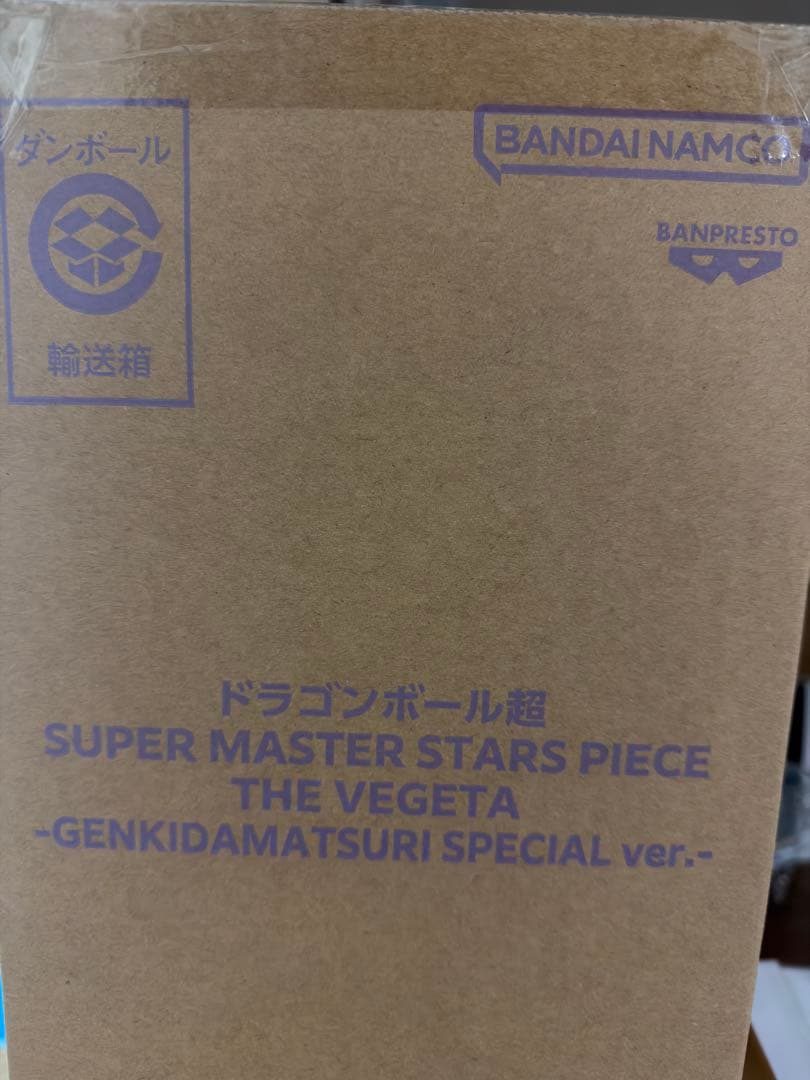 ダンボール
輸送箱
BANDAI NAMCO
BANPRESTO
ドラゴンボール超
SUPER MASTER STARS PIECE
THE VEGETA
-GENKIDAMATSURI SPECIAL ver.-